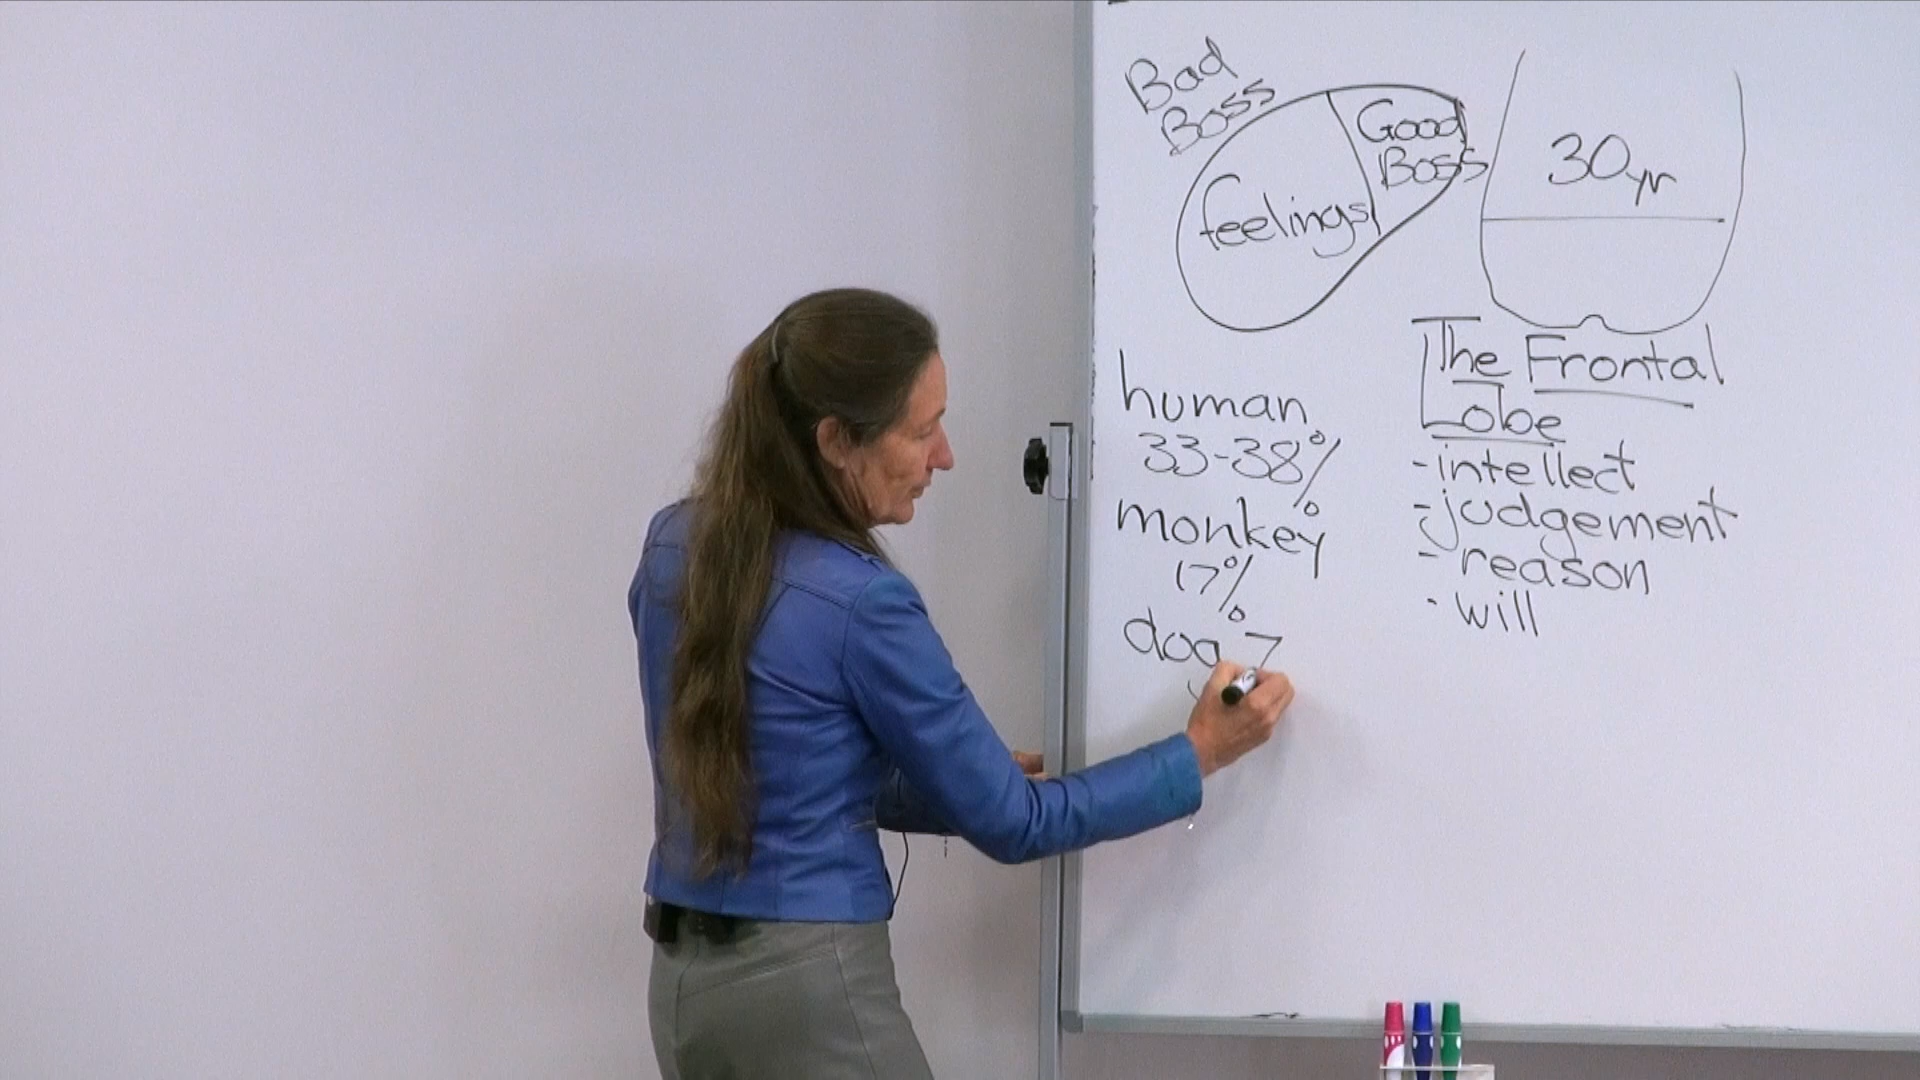 Bad
Boss
Good
Boss
feelings
30yr
human
33-38%
monkey
17%
dog 7
The Frontal
Lobe
-intellect
-judgement
- reason
- will